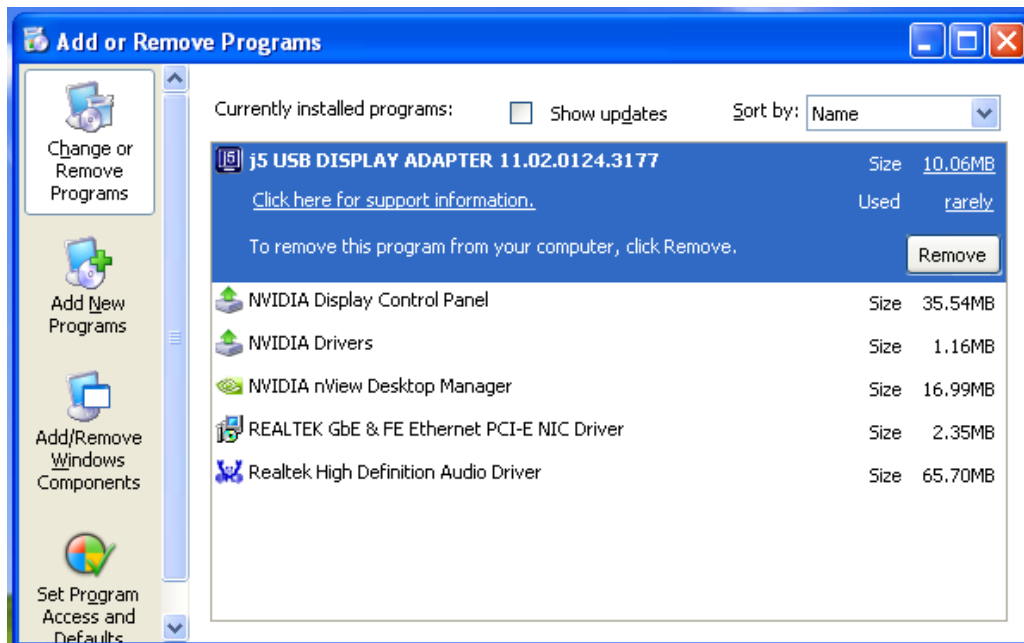 Add or Remove Programs
Change or
Remove
Programs
Add New
Programs
Add/Remove
Windows
Components
Set Program
Access and
Defaults
Currently installed programs:
Show updates
Sort by:
Name
j5
j5 USB DISPLAY ADAPTER 11.02.0124.3177
Size 10.06MB
Click here for support information.
Used rarely
To remove this program from your computer, click Remove.
Remove
NVIDIA Display Control Panel
Size 35.54MB
NVIDIA Drivers
Size 1.16MB
NVIDIA nView Desktop Manager
Size 16.99MB
REALTEK GbE & FE Ethernet PCI-E NIC Driver
Size 2.35MB
Realtek High Definition Audio Driver
Size 65.70MB